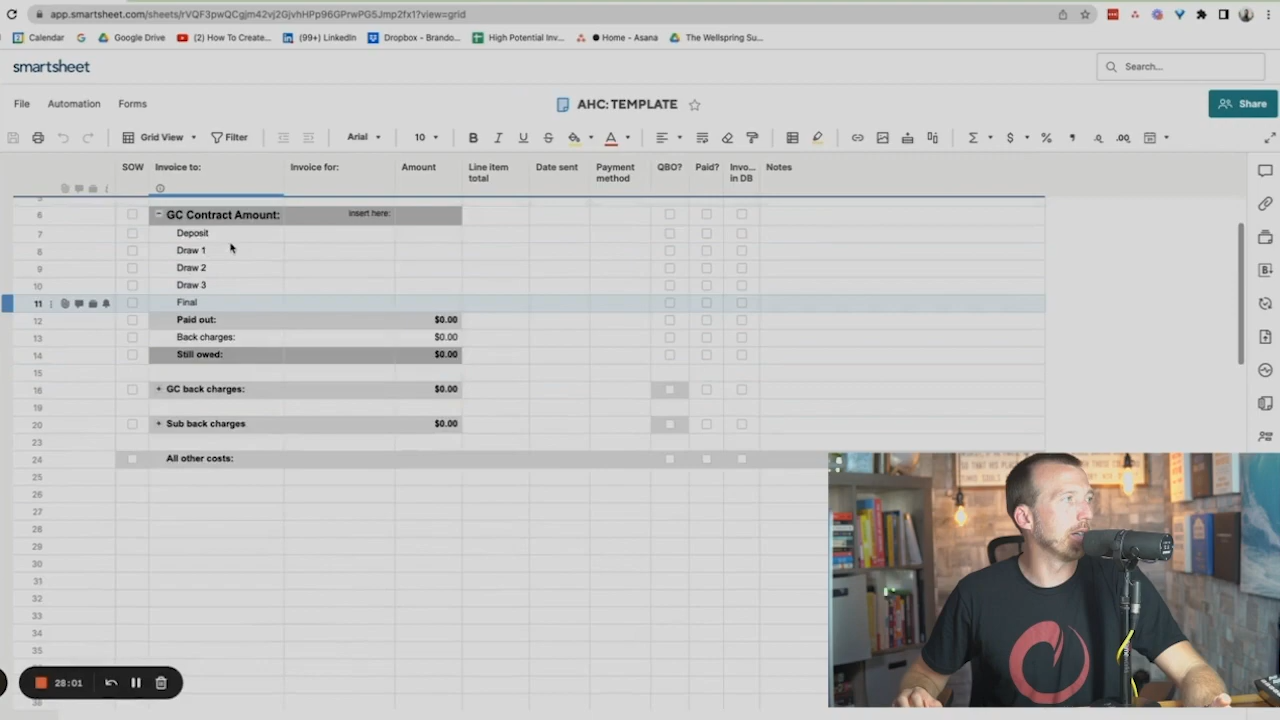 app.smartsheet.com/sheets/rVQF3pwQCgjm42vj2GjvhHPp96GPrwPG5Jmp2fx1?view=grid
Calendar
Google Drive
(2) How To Create...
(99+) LinkedIn
Dropbox - Brando...
High Potential Inv...
Home - Asana
The Wellspring Su...
smartsheet
Search...
File Automation Forms
AHC: TEMPLATE
Share
Grid View Filter Arial 10
SOW Invoice to: Invoice for: Amount Line item total Date sent Payment method QBO? Paid? Invo... in DB Notes
5
6 GC Contract Amount: Insert here:
7 Deposit
8 Draw 1
9 Draw 2
10 Draw 3
11 Final
12 Paid out: $0.00
13 Back charges: $0.00
14 Still owed: $0.00
15
16 GC back charges: $0.00
19
20 Sub back charges $0.00
23
24 All other costs:
25
26
27
28
29
30
31
32
33
34
35
28:01